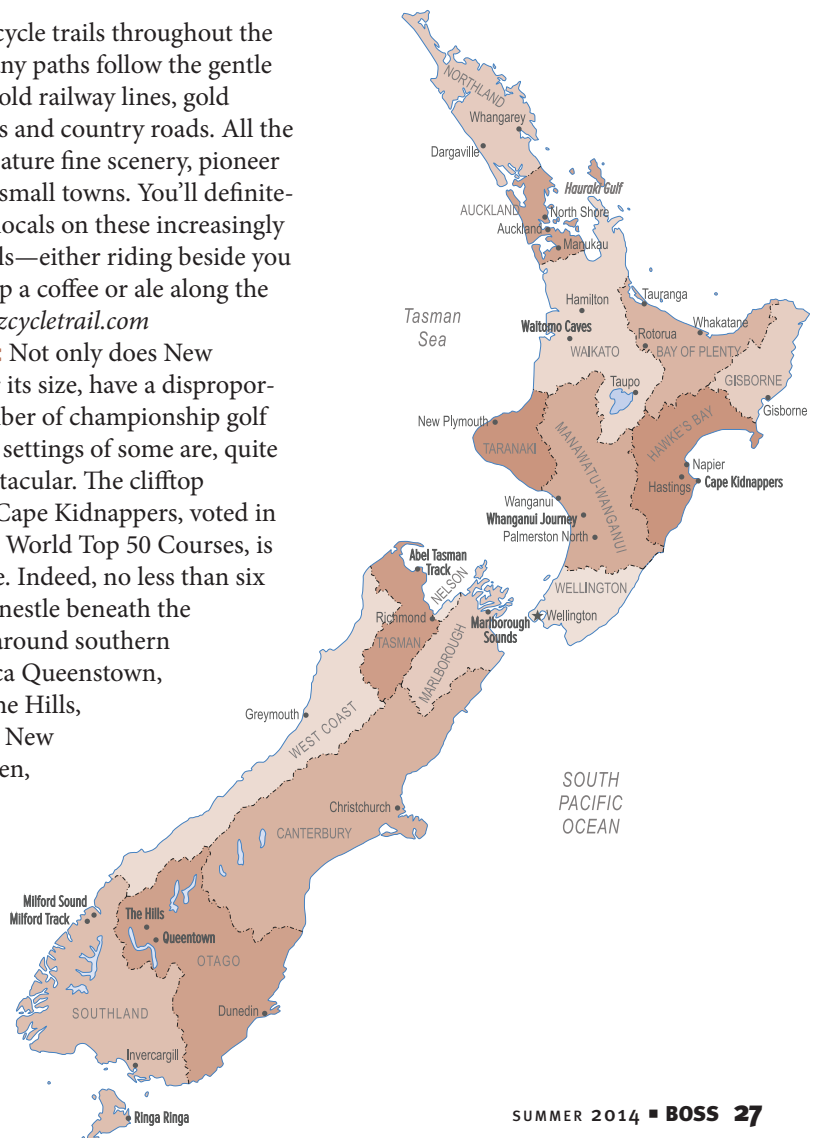 cycle trails throughout the
ny paths follow the gentle
old railway lines, gold
s and country roads. All the
ature fine scenery, pioneer
small towns. You'll definite-
locals on these increasingly
ls—either riding beside you
p a coffee or ale along the
zcycletrail.com
: Not only does New
r its size, have a dispropor-
ber of championship golf
settings of some are, quite
tacular. The clifftop
Cape Kidnappers, voted in
World Top 50 Courses, is
e. Indeed, no less than six
nestle beneath the
around southern
ca Queenstown,
ne Hills,
New
en,
NORTHLAND
Whangarey
Dargaville
Hauraki Gulf
AUCKLAND
North Shore
Auckland
Manukau
Tasman
Sea
Hamilton
Tauranga
Waitomo Caves
Whakatane
Rotorua
WAIKATO
BAY OF PLENTY
Taupo
GISBORNE
Gisborne
New Plymouth
TARANAKI
MANAWATU-WANGANUI
HAWKE'S BAY
Napier
Hastings
Cape Kidnappers
Wanganui
Whanganui Journey
Palmerston North
WELLINGTON
Wellington
Abel Tasman
Track
NELSON
Richmond
TASMAN
Marlborough
Sounds
MARLBOROUGH
Greymouth
WEST COAST
SOUTH
PACIFIC
OCEAN
Christchurch
CANTERBURY
Milford Sound
Milford Track
The Hills
Queentown
OTAGO
SOUTHLAND
Dunedin
Invercargill
Ringa Ringa
SUMMER 2014 ■ BOSS 27